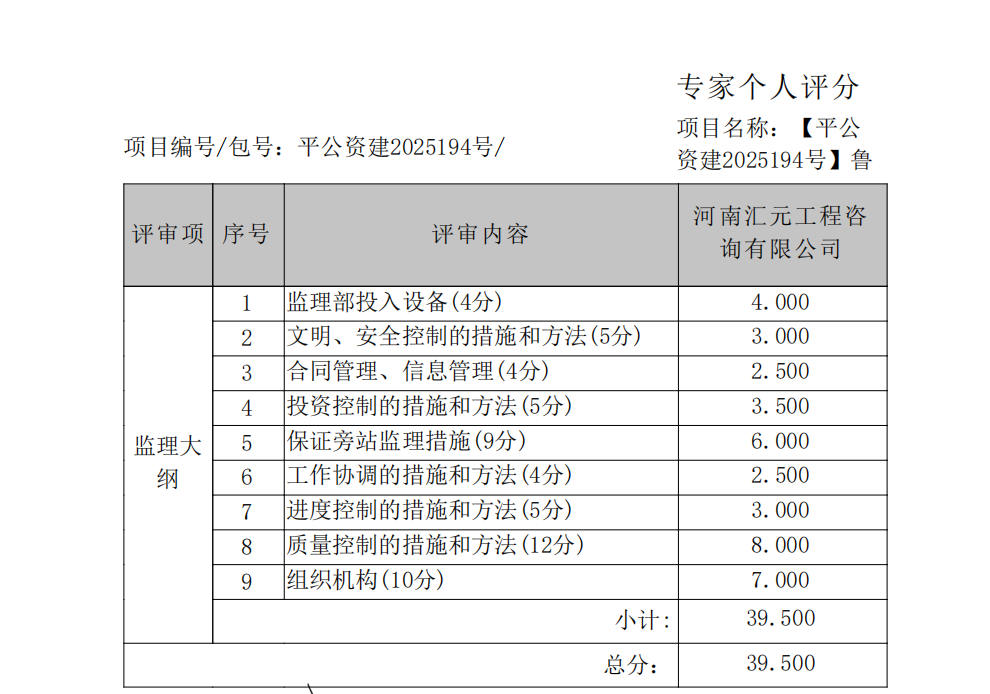 专家个人评分
项目编号/包号：平公资建2025194号/
项目名称：【平公
资建2025194号】鲁
评审项 序号 评审内容 河南汇元工程咨
询有限公司
监理大
纲
1 监理部投入设备(4分) 4.000
2 文明、安全控制的措施和方法(5分) 3.000
3 合同管理、信息管理(4分) 2.500
4 投资控制的措施和方法(5分) 3.500
5 保证旁站监理措施(9分) 6.000
6 工作协调的措施和方法(4分) 2.500
7 进度控制的措施和方法(5分) 3.000
8 质量控制的措施和方法(12分) 8.000
9 组织机构(10分) 7.000
小计: 39.500
总分： 39.500